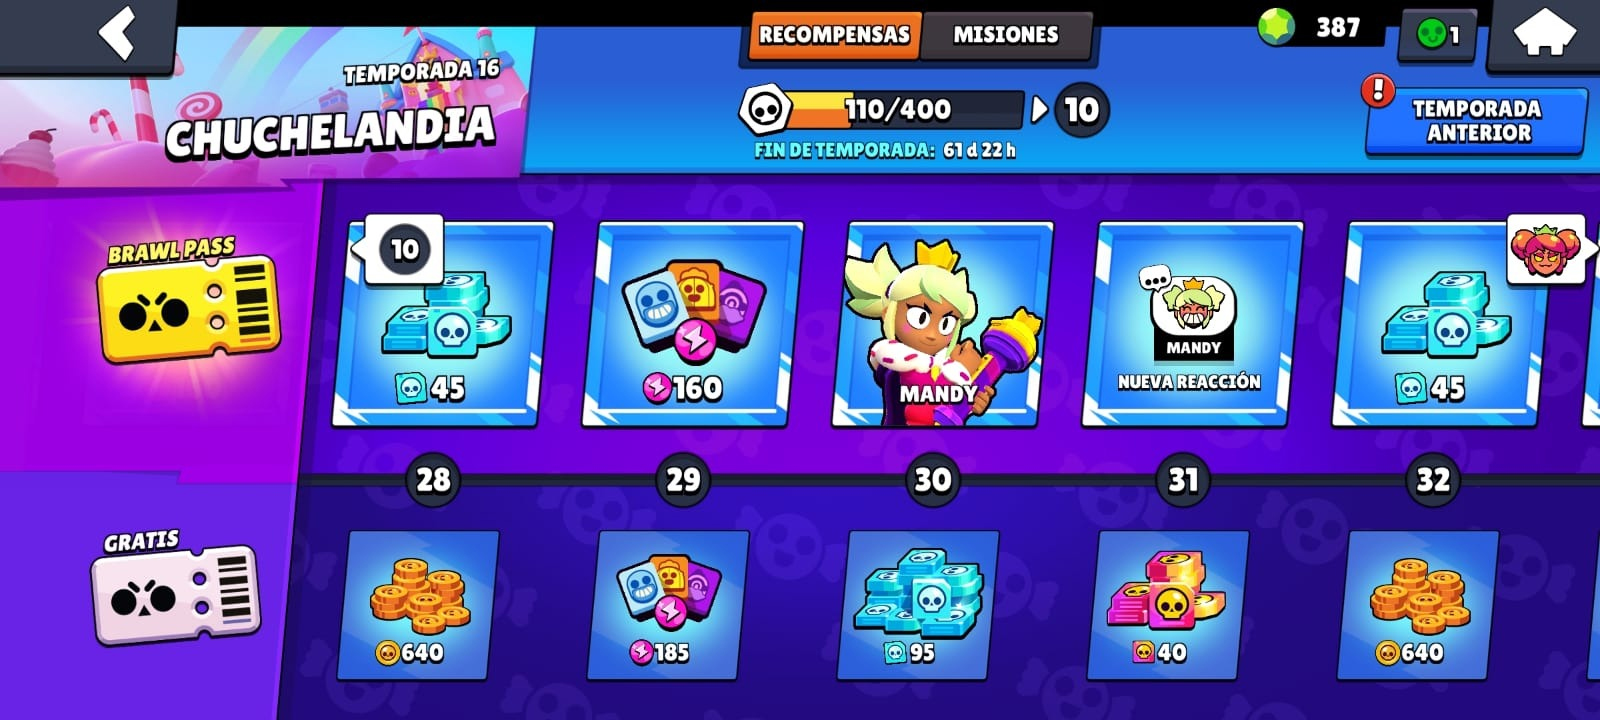 RECOMPENSAS
MISIONES
387
1
TEMPORADA 16
CHUCHELANDIA
110/400
10
FIN DE TEMPORADA: 61 d 22 h
!
TEMPORADA
ANTERIOR
BRAWL PASS
10
45
160
MANDY
MANDY
NUEVA REACCIÓN
45
28
29
30
31
32
GRATIS
640
185
95
40
640